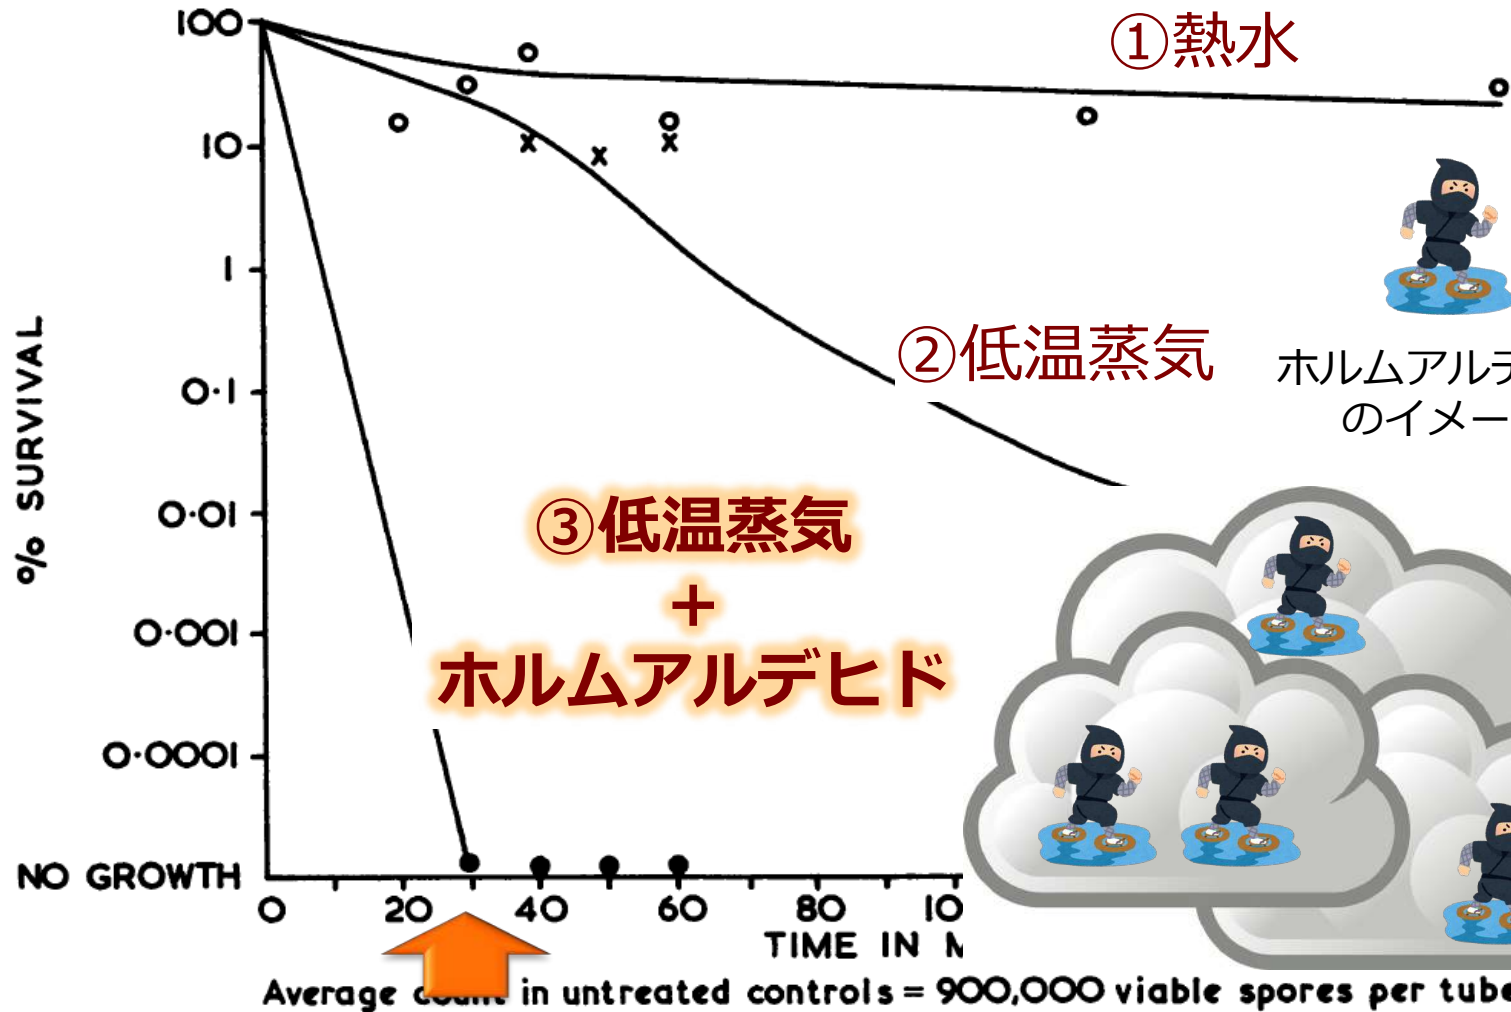 100
①熱水
10
1
②低温蒸気
ホルムアルデ
のイメー
0·1
% SURVIVAL
0·01
③低温蒸気
+
ホルムアルデヒド
0·001
0·0001
NO GROWTH
0 20 40 60 80 10
TIME IN M
Average in untreated controls = 900,000 viable spores per tube